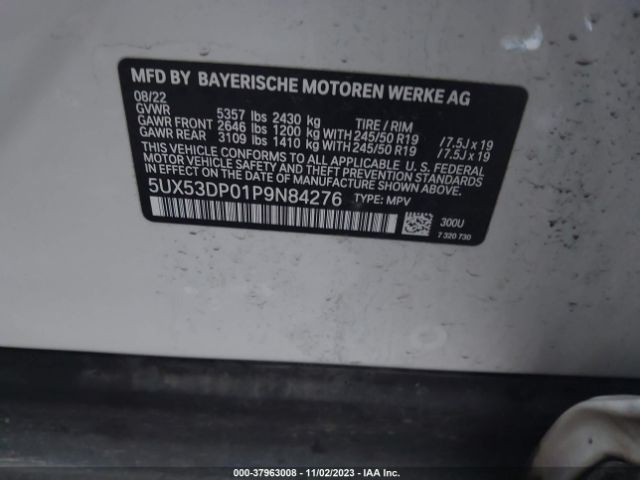 MFD BY BAYERISCHE MOTOREN WERKE AG
08/22
GVWR 5357 lbs 2430 kg TIRE / RIM
GAWR FRONT 2646 lbs 1200 kg WITH 245/50 R19 / 7.5J x 19
GAWR REAR 3109 lbs 1410 kg WITH 245/50 R19 / 7.5J x 19
THIS VEHICLE CONFORMS TO ALL APPLICABLE U.S. FEDERAL
MOTOR VEHICLE SAFETY AND THEFT PREVENTION STANDARDS
IN EFFECT ON THE DATE OF MANUFACTURE SHOWN ABOVE.
5UX53DP01P9N84276 TYPE: MPV
300U
7 320 730
000-37963008 - 11/02/2023 - IAA Inc.